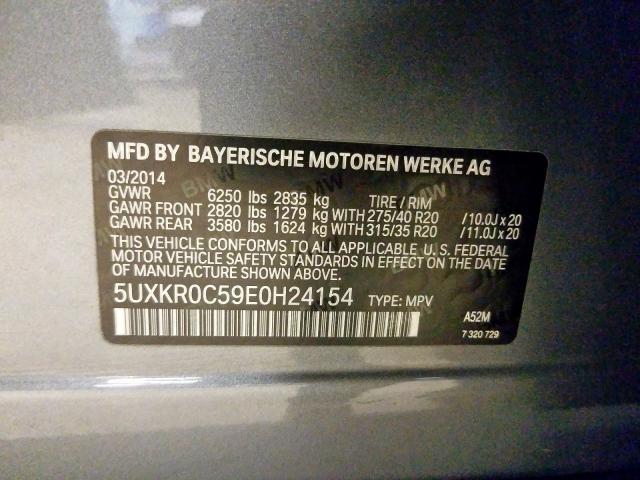 MFD BY BAYERISCHE MOTOREN WERKE AG
03/2014
GVWR 6250 lbs 2835 kg TIRE / RIM
GAWR FRONT 2820 lbs 1279 kg WITH 275/40 R20 /10.0J x 20
GAWR REAR 3580 lbs 1624 kg WITH 315/35 R20 /11.0J x 20
THIS VEHICLE CONFORMS TO ALL APPLICABLE U.S. FEDERAL
MOTOR VEHICLE SAFETY STANDARDS IN EFFECT ON THE DATE OF
MANUFACTURE SHOWN ABOVE.
5UXKR0C59E0H24154 TYPE: MPV
A52M
7 320 729